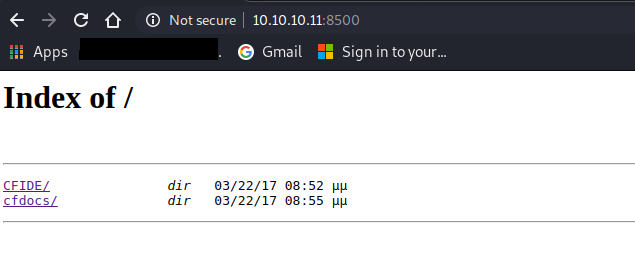 Not secure | 10.10.10.11:8500
Apps . Gmail Sign in to your...
Index of /
CFIDE/ dir 03/22/17 08:52 μμ
cfdocs/ dir 03/22/17 08:55 μμ